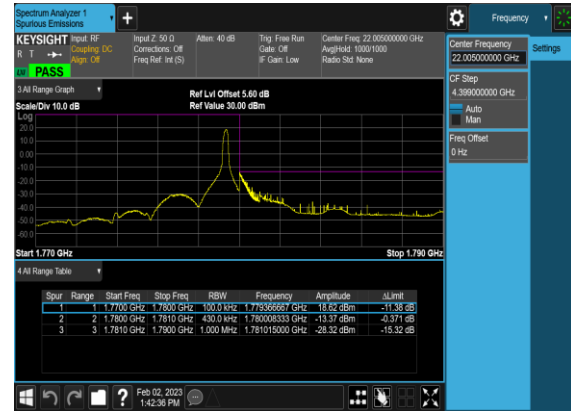 Spectrum Analyzer 1
Spurious Emissions
Frequency
KEYSIGHT
R T
Input: RF
Coupling: DC
Align: Off
Input Z: 50 Ω
Corrections: Off
Freq Ref: Int (S)
Atten: 40 dB
Trig: Free Run
Gate: Off
IF Gain: Low
Center Freq: 22.005000000 GHz
Avg|Hold: 1000/1000
Radio Std: None
PASS
Center Frequency
22.005000000 GHz
Settings
CF Step
4.399000000 GHz
Auto
Man
Freq Offset
0 Hz
3 All Range Graph
Scale/Div 10.0 dB
Ref Lvl Offset 5.60 dB
Ref Value 30.00 dBm
Log
20.0
10.0
0.00
-10.0
-20.0
-30.0
-40.0
-50.0
-60.0
Start 1.770 GHz
Stop 1.790 GHz
4 All Range Table
Spur Range Start Freq Stop Freq RBW Frequency Amplitude ΔLimit
1 1 1.7700 GHz 1.7800 GHz 100.0 kHz 1.779366667 GHz 18.62 dBm -11.38 dB
2 2 1.7800 GHz 1.7810 GHz 430.0 kHz 1.780008333 GHz -13.37 dBm -0.371 dB
3 3 1.7810 GHz 1.7900 GHz 1.000 MHz 1.781015000 GHz -28.32 dBm -15.32 dB
?
Feb 02, 2023
1:42:36 PM